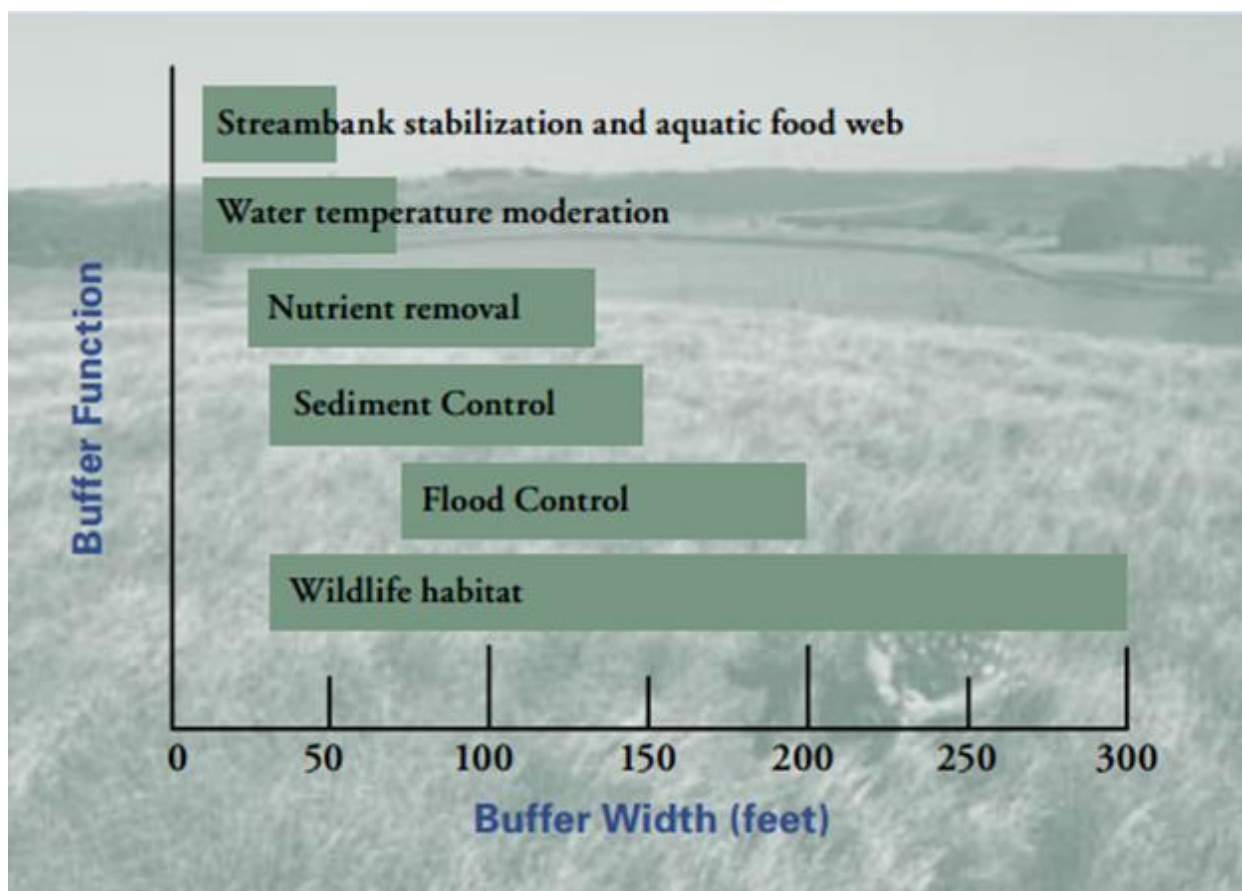 Streambank stabilization and aquatic food web
Water temperature moderation
Nutrient removal
Sediment Control
Flood Control
Wildlife habitat
Buffer Function
0 50 100 150 200 250 300
Buffer Width (feet)